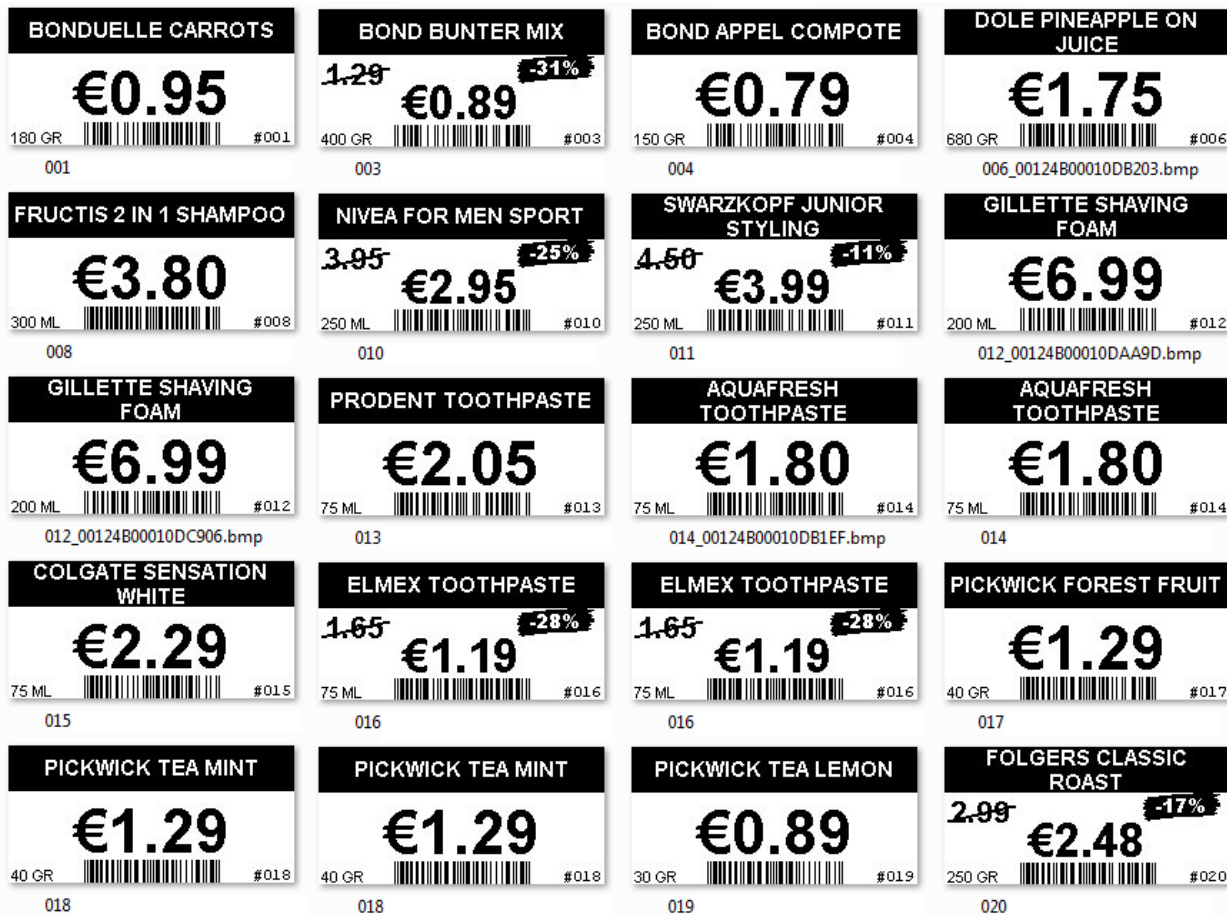 BONDUELLE CARROTS
€0.95
180 GR #001
001
BOND BUNTER MIX
1.29 -31%
€0.89
400 GR #003
003
BOND APPEL COMPOTE
€0.79
150 GR #004
004
DOLE PINEAPPLE ON
JUICE
€1.75
680 GR #006
006_00124B00010DB203.bmp
FRUCTIS 2 IN 1 SHAMPOO
€3.80
300 ML #008
008
NIVEA FOR MEN SPORT
3.95 -25%
€2.95
250 ML #010
010
SWARZKOPF JUNIOR
STYLING
4.50 -11%
€3.99
250 ML #011
011
GILLETTE SHAVING
FOAM
€6.99
200 ML #012
012_00124B00010DAA9D.bmp
GILLETTE SHAVING
FOAM
€6.99
200 ML #012
012_00124B00010DC906.bmp
PRODENT TOOTHPASTE
€2.05
75 ML #013
013
AQUAFRESH
TOOTHPASTE
€1.80
75 ML #014
014_00124B00010DB1EF.bmp
AQUAFRESH
TOOTHPASTE
€1.80
75 ML #014
014
COLGATE SENSATION
WHITE
€2.29
75 ML #015
015
ELMEX TOOTHPASTE
1.65 -28%
€1.19
75 ML #016
016
ELMEX TOOTHPASTE
1.65 -28%
€1.19
75 ML #016
016
PICKWICK FOREST FRUIT
€1.29
40 GR #017
017
PICKWICK TEA MINT
€1.29
40 GR #018
018
PICKWICK TEA MINT
€1.29
40 GR #018
018
PICKWICK TEA LEMON
€0.89
30 GR #019
019
FOLGERS CLASSIC
ROAST
2.99 -17%
€2.48
250 GR #020
020